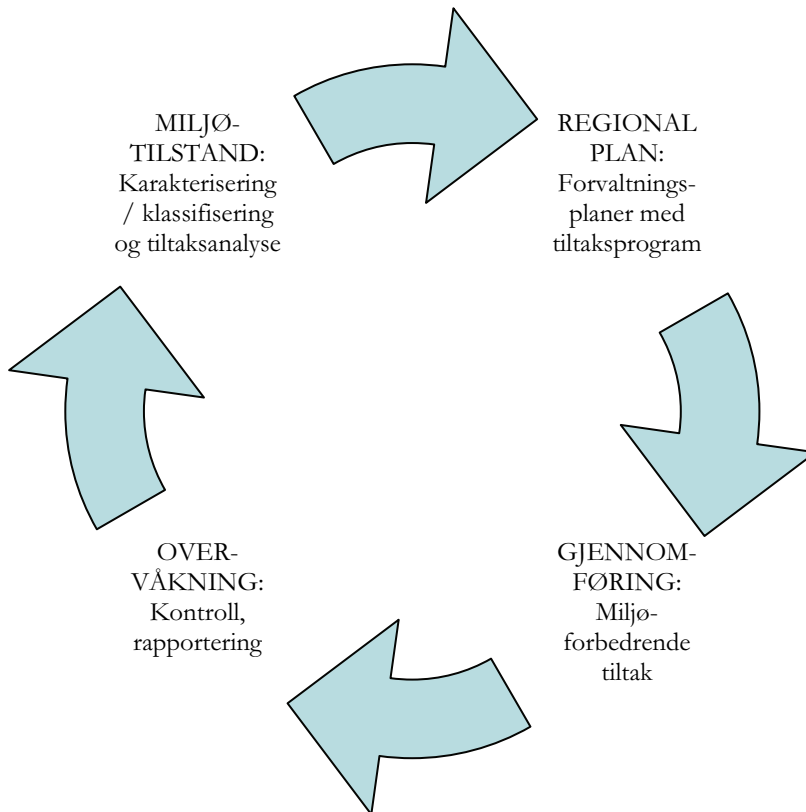 MILJØ-
TILSTAND:
Karakterisering
/ klassifisering
og tiltaksanalyse
REGIONAL
PLAN:
Forvaltnings-
planer med
tiltaksprogram
GJENNOM-
FØRING:
Miljø-
forbedrende
tiltak
OVER-
VÅKNING:
Kontroll,
rapportering